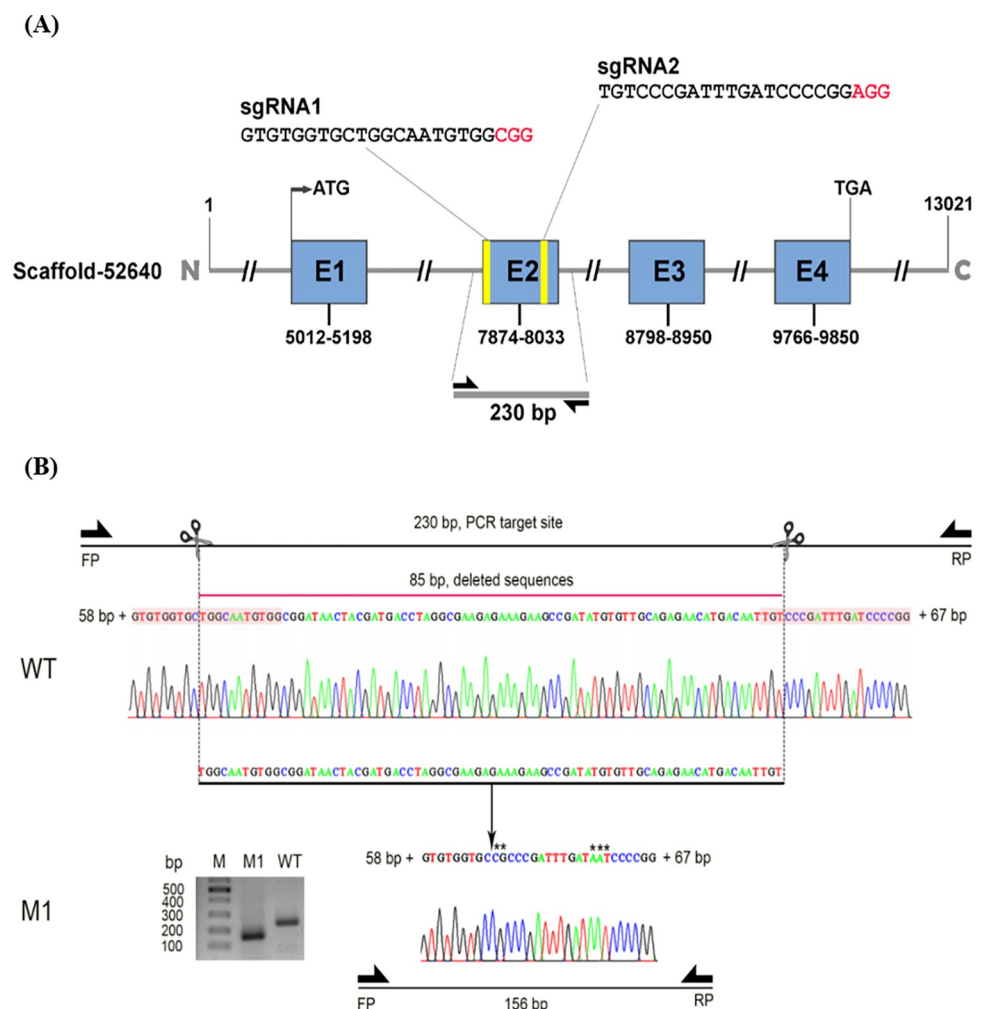 (A)
sgRNA2
TGTCCCGATTTGATCCCCGGAGG
sgRNA1
GTGTGGTGCTGGCAATGTGGCGG
1 ATG TGA 13021
Scaffold-52640 N E1 E2 E3 E4 C
5012-5198 7874-8033 8798-8950 9766-9850
230 bp
(B)
230 bp, PCR target site
FP RP
85 bp, deleted sequences
58 bp + GTGTGGTGCTGGCAATGTGGCGGATAACTACGATGACCTAGGCGAAGAGAAAGAAGCCGATATGTGTTGCAGAGAACATGACAATTGTCCCGATTTGATCCCCGG + 67 bp
WT
TGGCAATGTGGCGGATAACTACGATGACCTAGGCGAAGAGAAAGAAGCCGATATGTGTTGCAGAGAACATGACAATTGT
** ***
58 bp + GTGTGGTGCCGCCCGATTTGATAATCCCCGG + 67 bp
bp M M1 WT
500
400
300
200
100
M1
FP 156 bp RP